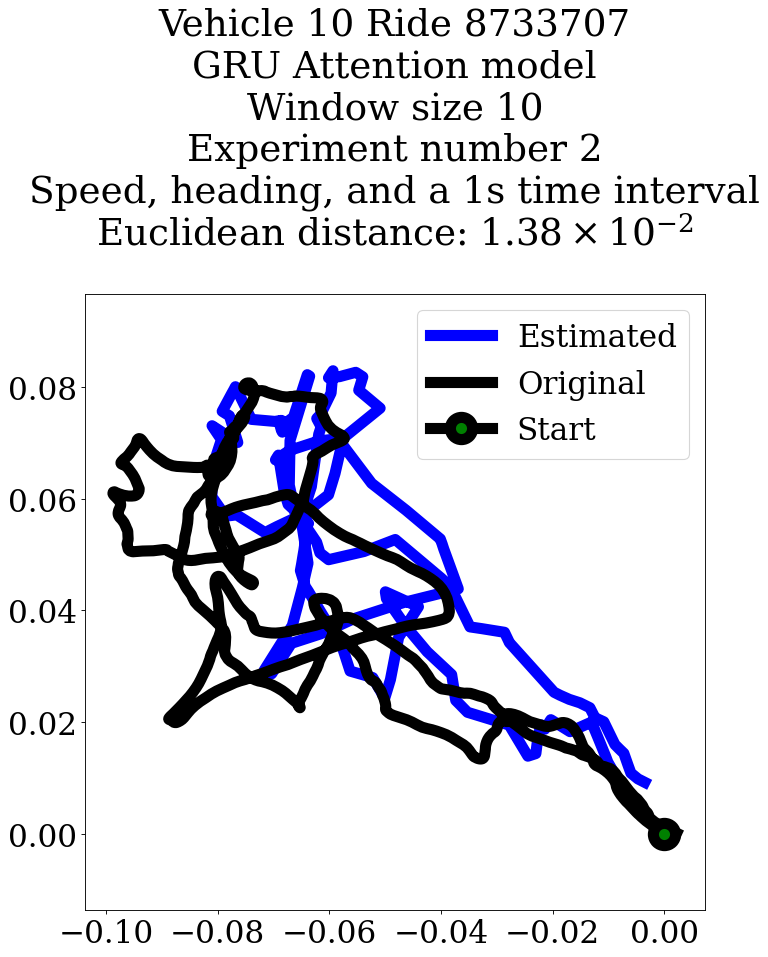 Vehicle 10 Ride 8733707
GRU Attention model
Window size 10
Experiment number 2
Speed, heading, and a 1s time interval
Euclidean distance: 1.38 × 10⁻²
Estimated
Original
Start
0.08
0.06
0.04
0.02
0.00
−0.10 −0.08 −0.06 −0.04 −0.02 0.00